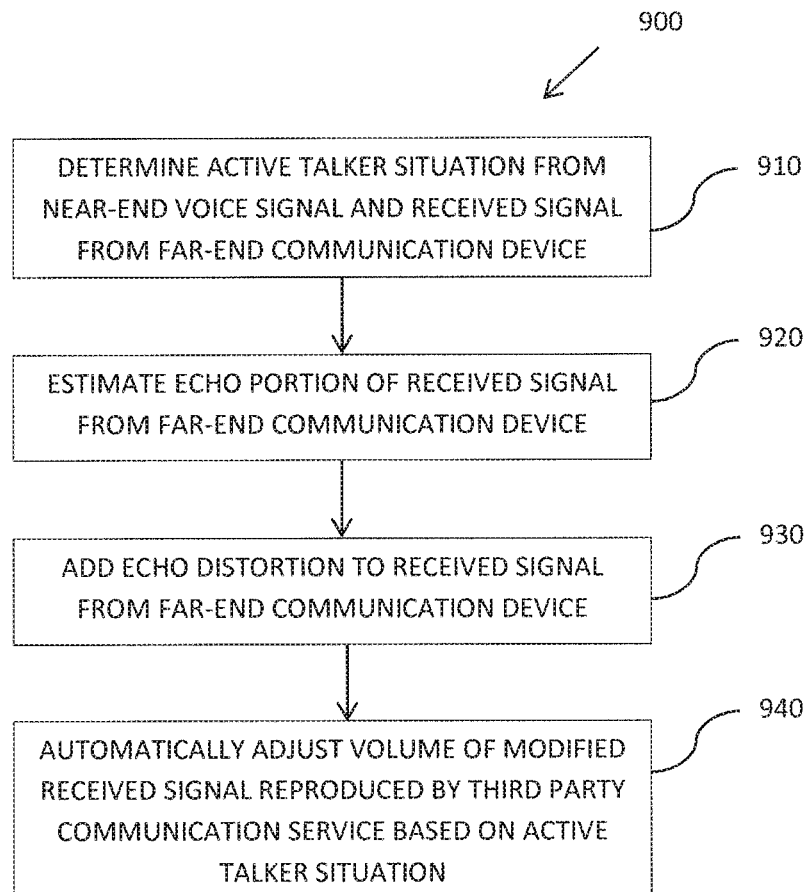 900
DETERMINE ACTIVE TALKER SITUATION FROM
NEAR-END VOICE SIGNAL AND RECEIVED SIGNAL
FROM FAR-END COMMUNICATION DEVICE
910
ESTIMATE ECHO PORTION OF RECEIVED SIGNAL
FROM FAR-END COMMUNICATION DEVICE
920
ADD ECHO DISTORTION TO RECEIVED SIGNAL
FROM FAR-END COMMUNICATION DEVICE
930
AUTOMATICALLY ADJUST VOLUME OF MODIFIED
RECEIVED SIGNAL REPRODUCED BY THIRD PARTY
COMMUNICATION SERVICE BASED ON ACTIVE
TALKER SITUATION
940